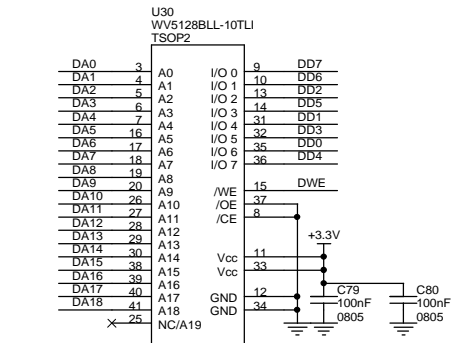 U30
WV5128BLL-10TLI
TSOP2
DA0 3 A0 I/O 0 9 DD7
DA1 4 A1 I/O 1 10 DD6
DA2 5 A2 I/O 2 13 DD2
DA3 6 A3 I/O 3 14 DD5
DA4 7 A4 I/O 4 31 DD1
DA5 16 A5 I/O 5 32 DD3
DA6 17 A6 I/O 6 35 DD0
DA7 18 A7 I/O 7 36 DD4
DA8 19 A8
DA9 20 A9 /WE 15 DWE
DA10 26 A10 /OE 37
DA11 27 A11 /CE 8
DA12 28 A12
DA13 29 A13 +3.3V
DA14 30 A14 Vcc 11
DA15 38 A15 Vcc 33
DA16 39 A16
DA17 40 A17 GND 12
DA18 41 A18 GND 34
25 NC/A19
C79
100nF
0805
C80
100nF
0805